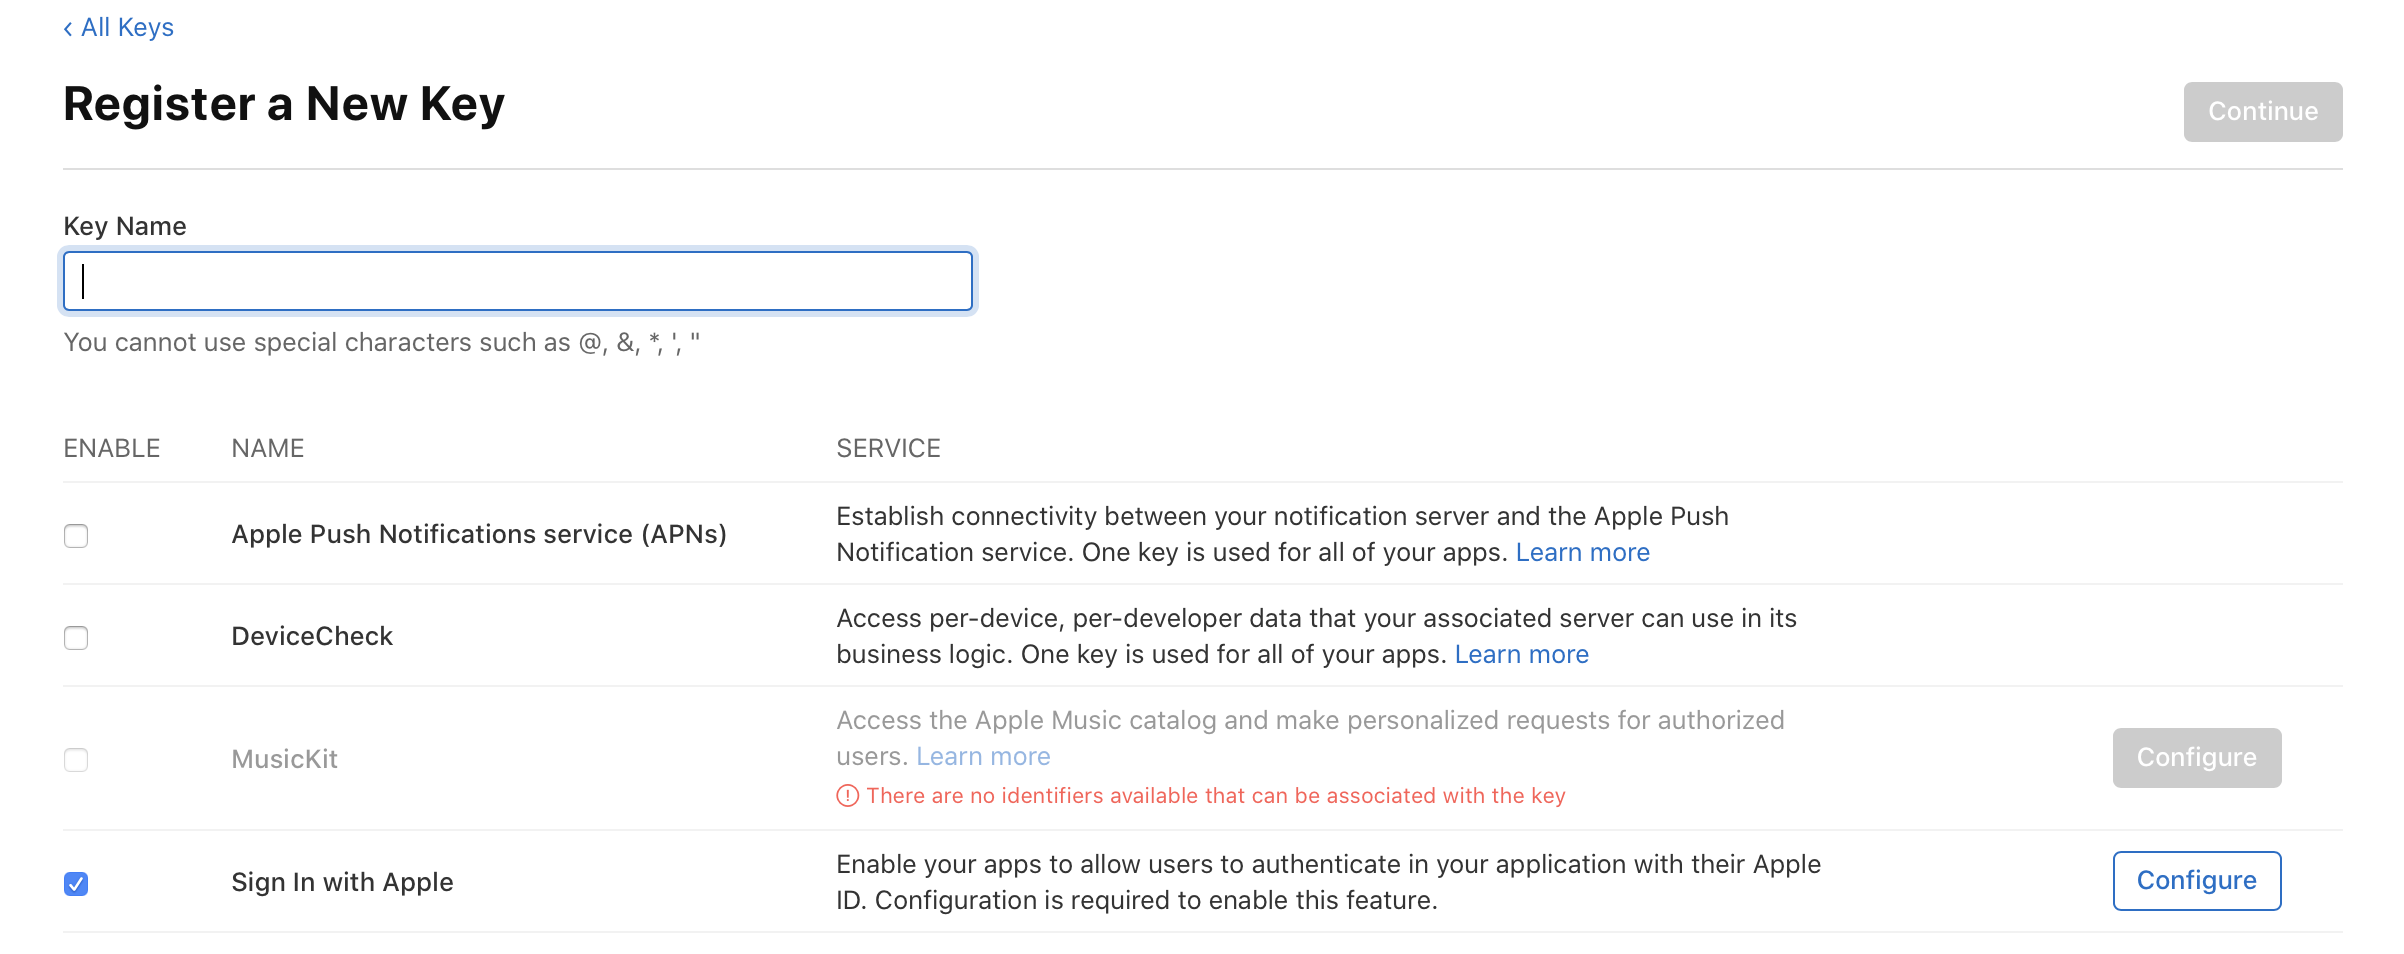 ‹ All Keys
Register a New Key
Continue
Key Name
You cannot use special characters such as @, &, *, ', "
ENABLE NAME SERVICE
Apple Push Notifications service (APNs)
Establish connectivity between your notification server and the Apple Push
Notification service. One key is used for all of your apps. Learn more
DeviceCheck
Access per-device, per-developer data that your associated server can use in its
business logic. One key is used for all of your apps. Learn more
MusicKit
Access the Apple Music catalog and make personalized requests for authorized
users. Learn more
There are no identifiers available that can be associated with the key
Configure
Sign In with Apple
Enable your apps to allow users to authenticate in your application with their Apple
ID. Configuration is required to enable this feature.
Configure